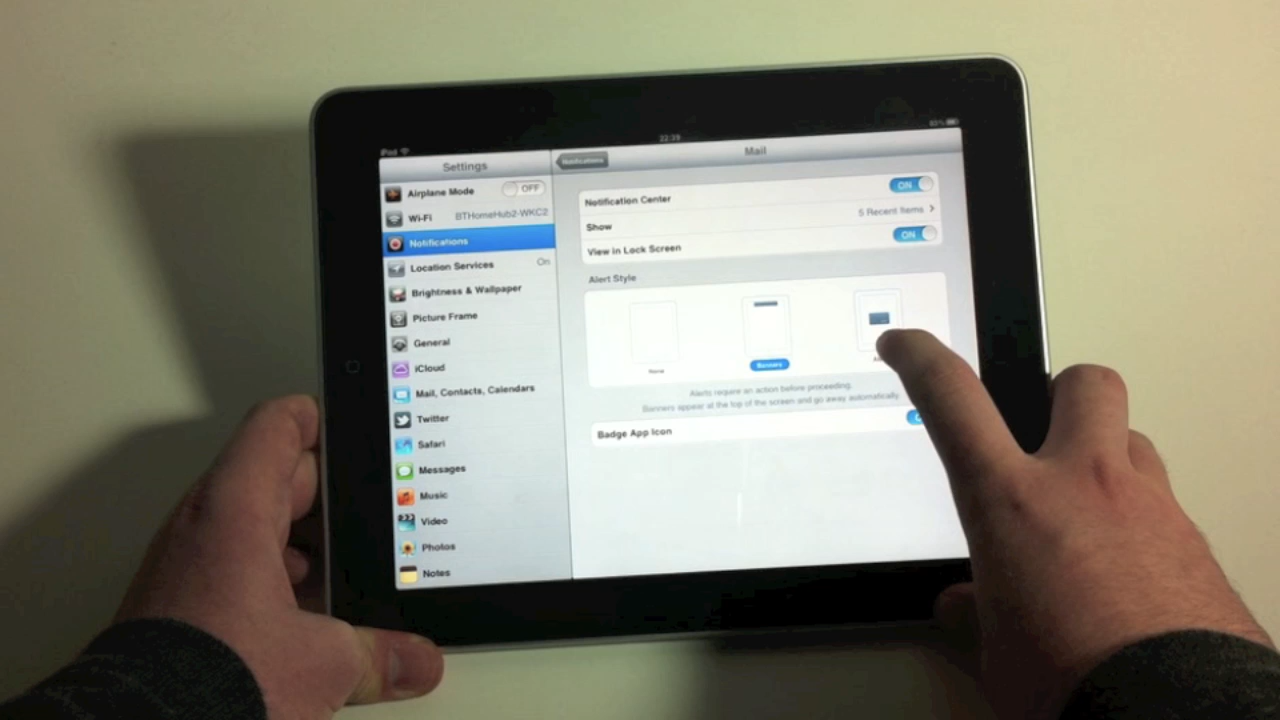 iPod
22:39
Settings
Notifications
Mail
Airplane Mode
OFF
Wi-Fi
BTHomeHub2-WKC2
Notifications
Location Services
On
Brightness & Wallpaper
Picture Frame
General
iCloud
Mail, Contacts, Calendars
Twitter
Safari
Messages
Music
Video
Photos
Notes
Notification Center
ON
Show
5 Recent Items
View in Lock Screen
ON
Alert Style
None
Banners
Alerts require an action before proceeding.
Banners appear at the top of the screen and go away automatically.
Badge App Icon